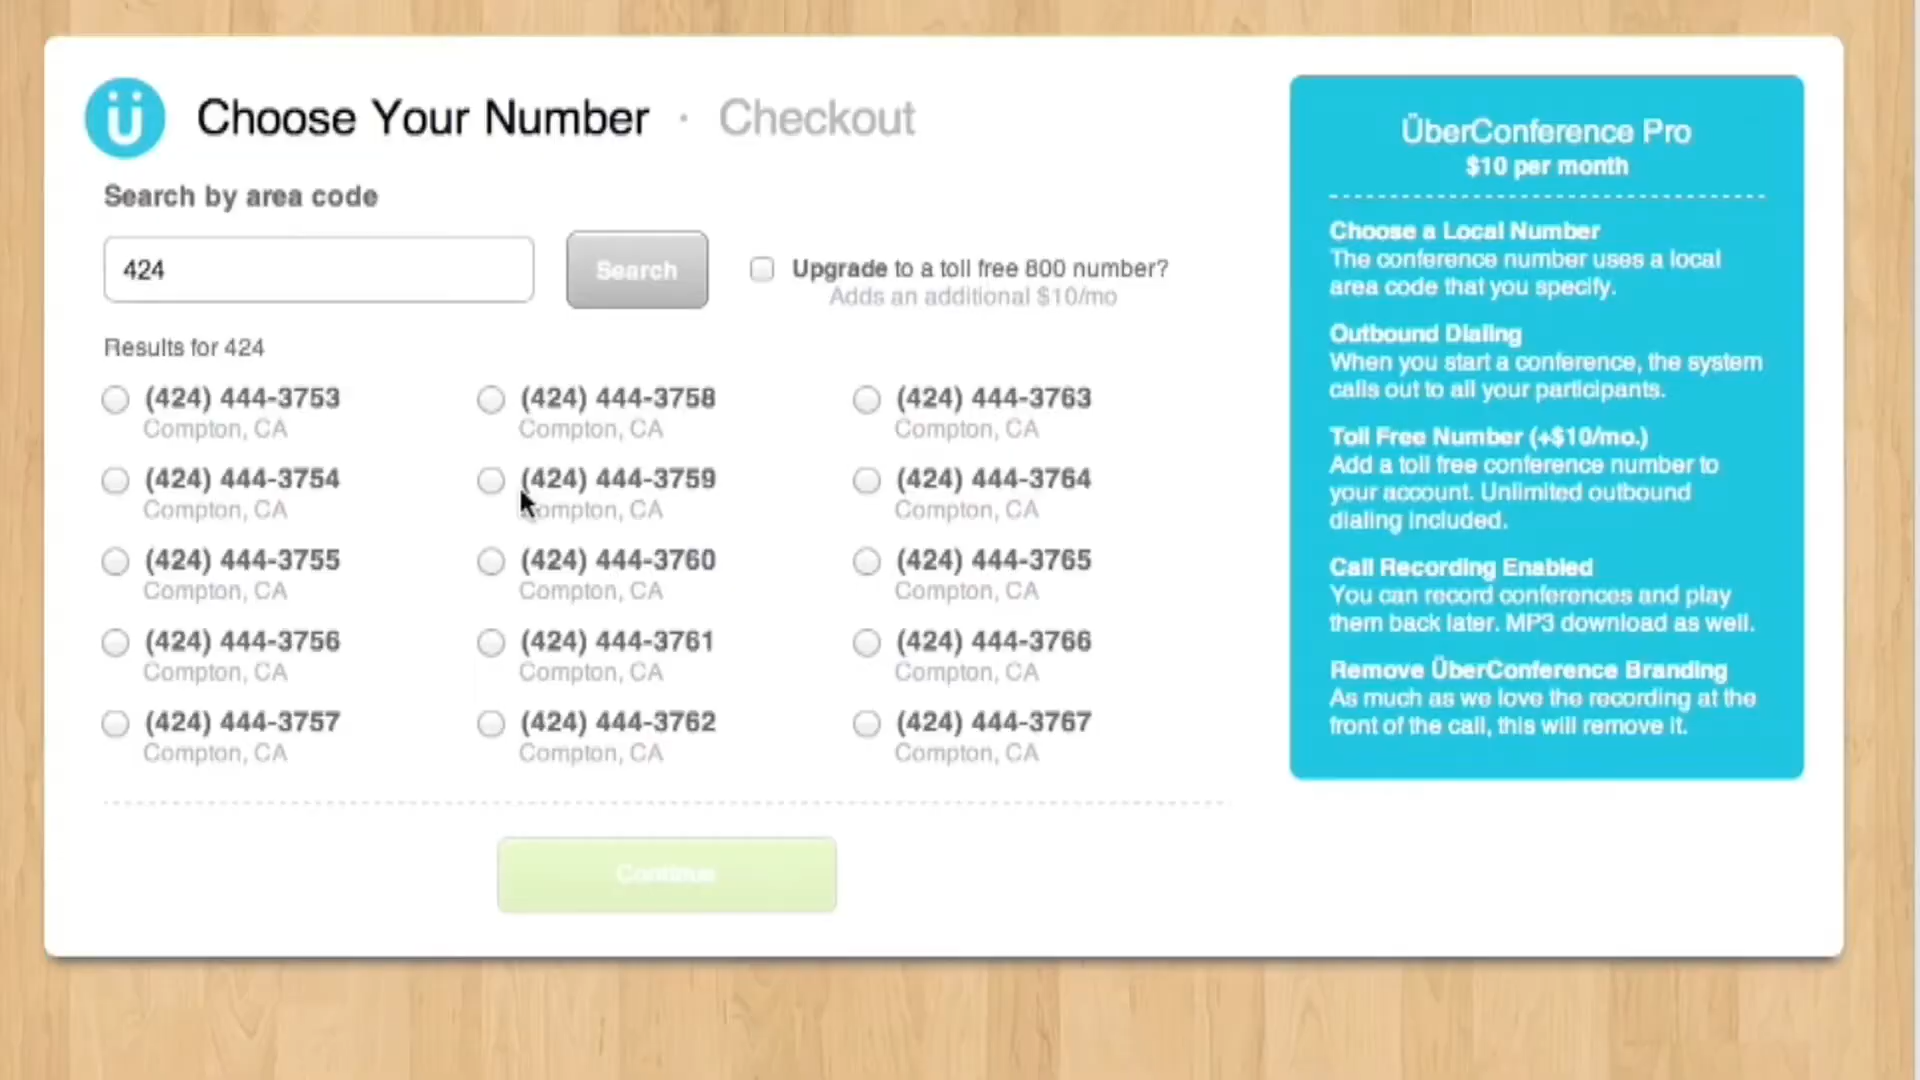 Ü
Choose Your Number · Checkout
Search by area code
424
Search
Upgrade to a toll free 800 number?
Adds an additional $10/mo
Results for 424
(424) 444-3753
Compton, CA
(424) 444-3758
Compton, CA
(424) 444-3763
Compton, CA
(424) 444-3754
Compton, CA
(424) 444-3759
Compton, CA
(424) 444-3764
Compton, CA
(424) 444-3755
Compton, CA
(424) 444-3760
Compton, CA
(424) 444-3765
Compton, CA
(424) 444-3756
Compton, CA
(424) 444-3761
Compton, CA
(424) 444-3766
Compton, CA
(424) 444-3757
Compton, CA
(424) 444-3762
Compton, CA
(424) 444-3767
Compton, CA
Continue
ÜberConference Pro
$10 per month
Choose a Local Number
The conference number uses a local
area code that you specify.
Outbound Dialing
When you start a conference, the system
calls out to all your participants.
Toll Free Number (+$10/mo.)
Add a toll free conference number to
your account. Unlimited outbound
dialing included.
Call Recording Enabled
You can record conferences and play
them back later. MP3 download as well.
Remove ÜberConference Branding
As much as we love the recording at the
front of the call, this will remove it.